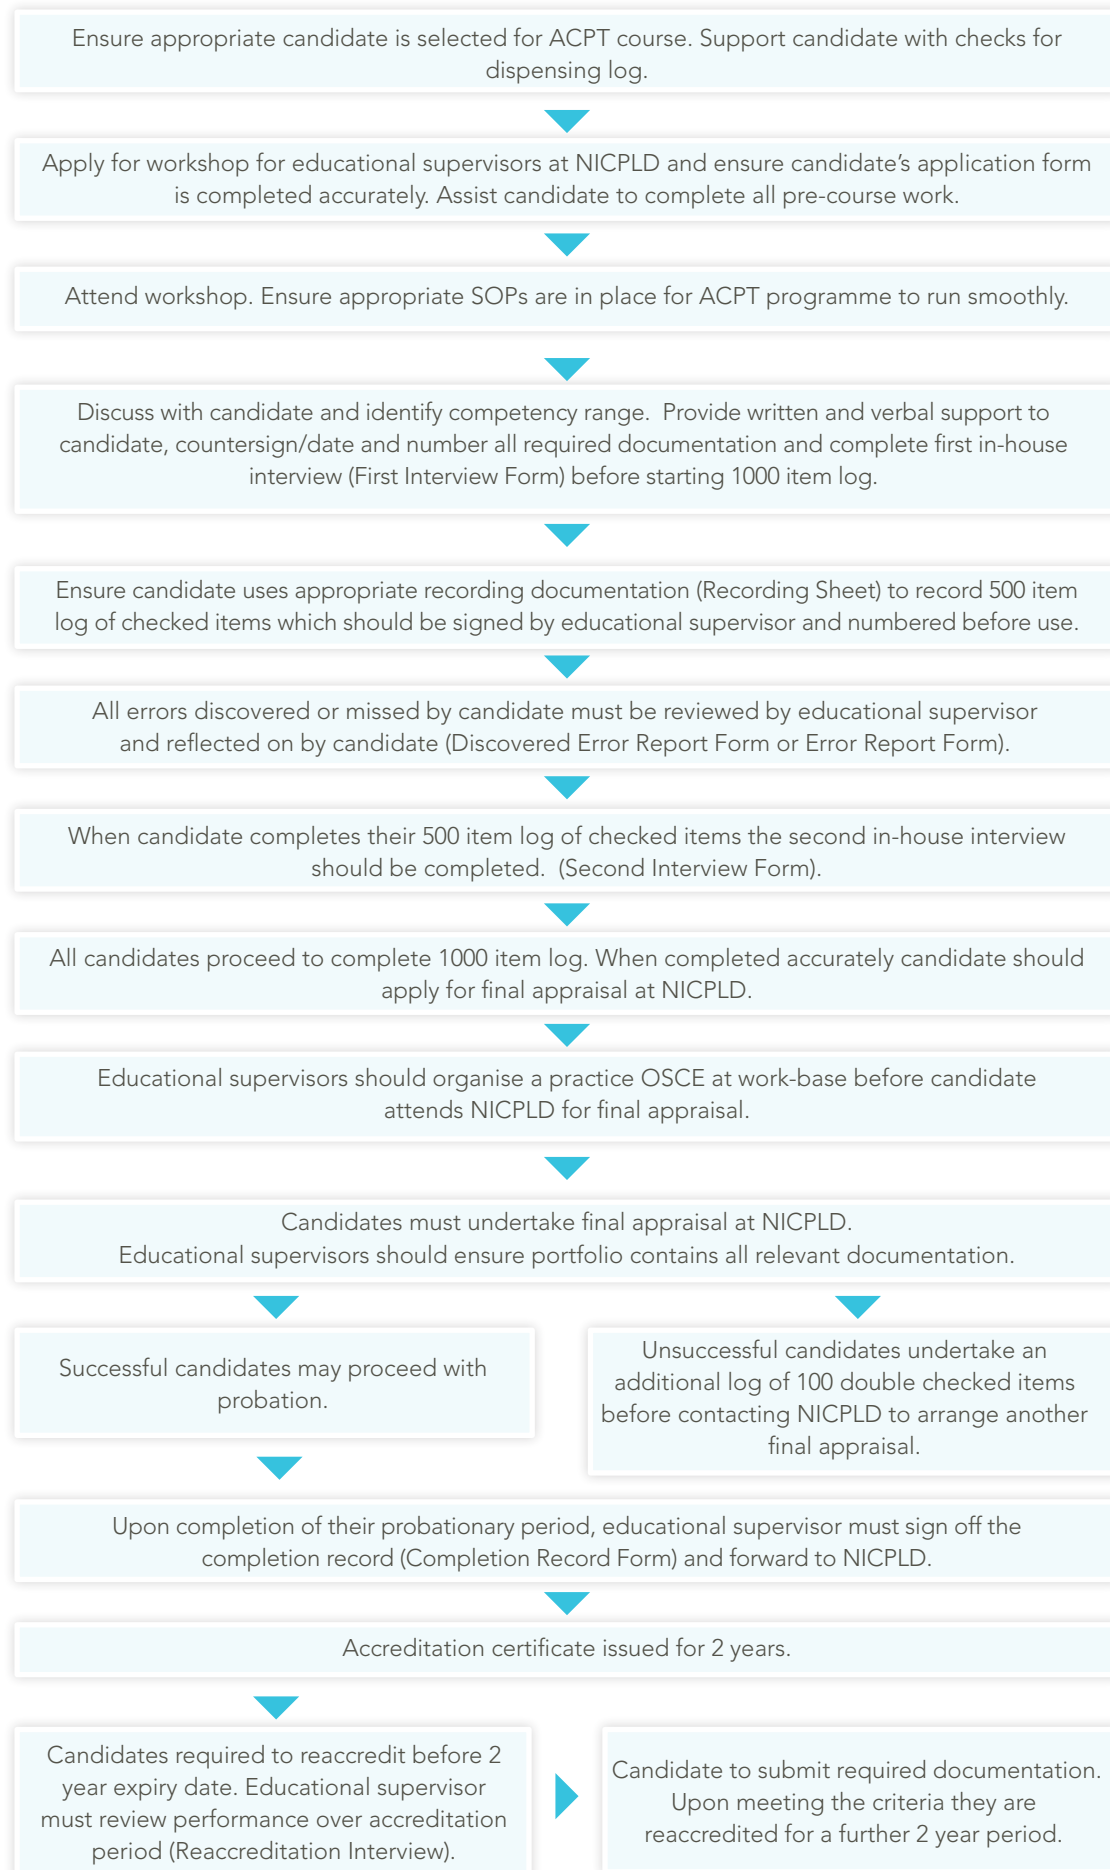 Ensure appropriate candidate is selected for ACPT course. Support candidate with checks for
dispensing log.
Apply for workshop for educational supervisors at NICPLD and ensure candidate's application form
is completed accurately. Assist candidate to complete all pre-course work.
Attend workshop. Ensure appropriate SOPs are in place for ACPT programme to run smoothly.
Discuss with candidate and identify competency range.  Provide written and verbal support to
candidate, countersign/date and number all required documentation and complete first in-house
interview (First Interview Form) before starting 1000 item log.
Ensure candidate uses appropriate recording documentation (Recording Sheet) to record 500 item
log of checked items which should be signed by educational supervisor and numbered before use.
All errors discovered or missed by candidate must be reviewed by educational supervisor
and reflected on by candidate (Discovered Error Report Form or Error Report Form).
When candidate completes their 500 item log of checked items the second in-house interview
should be completed.  (Second Interview Form).
All candidates proceed to complete 1000 item log. When completed accurately candidate should
apply for final appraisal at NICPLD.
Educational supervisors should organise a practice OSCE at work-base before candidate
attends NICPLD for final appraisal.
Candidates must undertake final appraisal at NICPLD.
Educational supervisors should ensure portfolio contains all relevant documentation.
Successful candidates may proceed with
probation.
Unsuccessful candidates undertake an
additional log of 100 double checked items
before contacting NICPLD to arrange another
final appraisal.
Upon completion of their probationary period, educational supervisor must sign off the
completion record (Completion Record Form) and forward to NICPLD.
Accreditation certificate issued for 2 years.
Candidates required to reaccredit before 2
year expiry date. Educational supervisor
must review performance over accreditation
period (Reaccreditation Interview).
Candidate to submit required documentation.
Upon meeting the criteria they are
reaccredited for a further 2 year period.